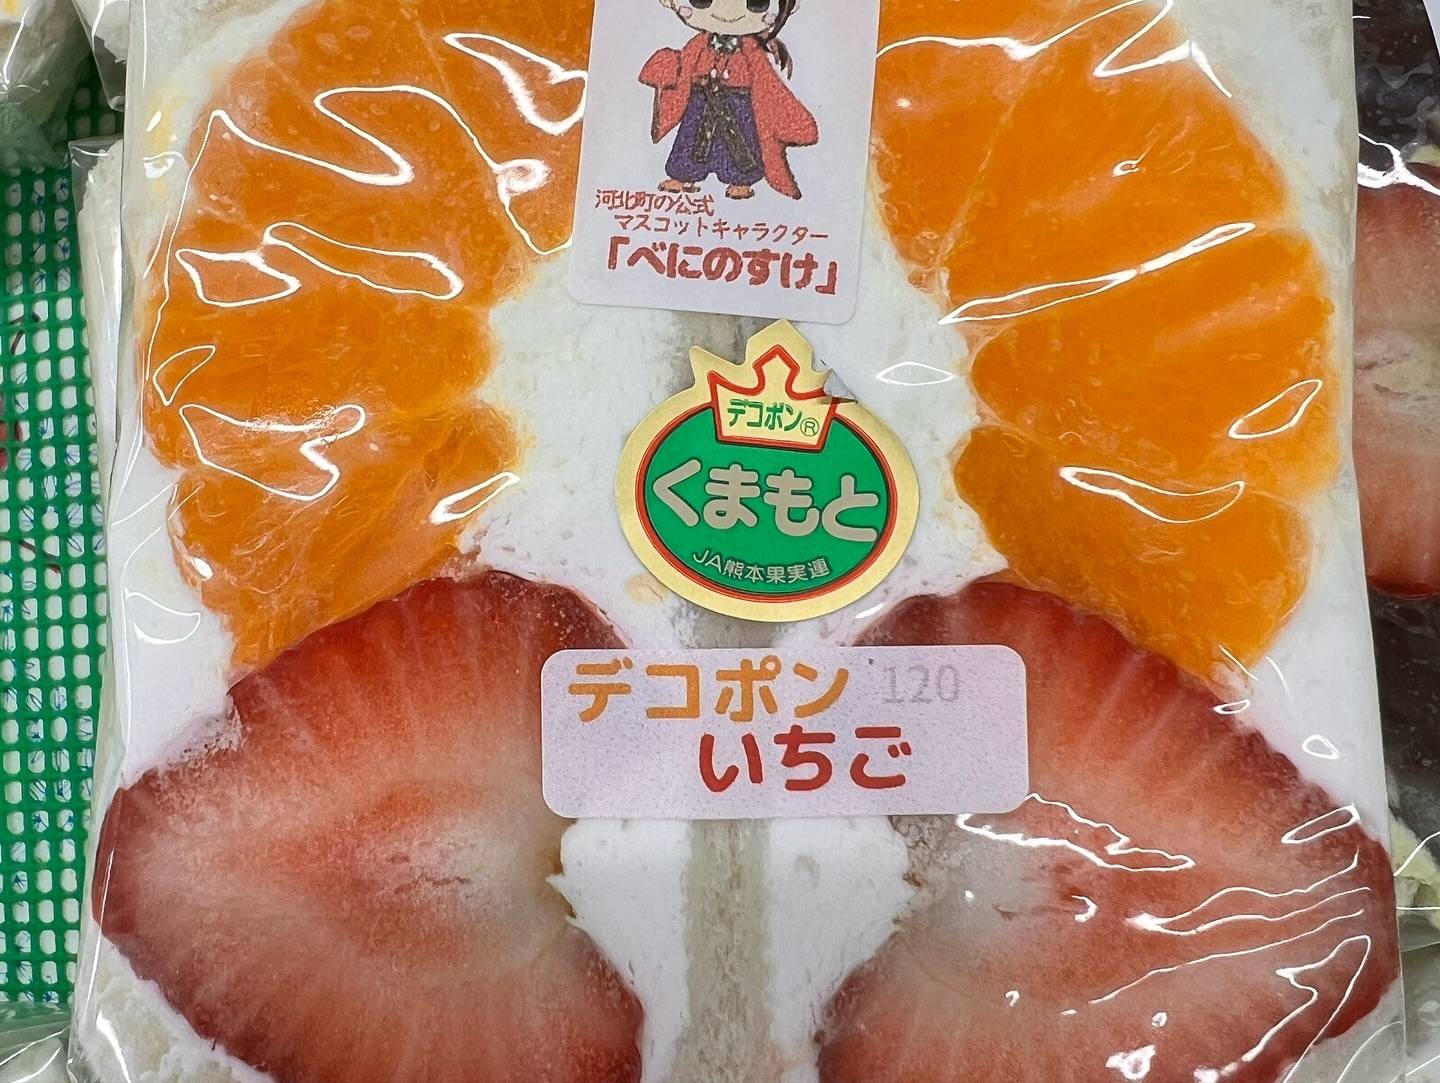 河北町の公式
マスコットキャラクター
「べにのすけ」
デコポン®
くまもと
JA熊本果実連
デコポン 120
いちご